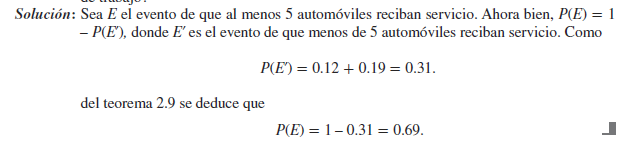 Solución: Sea E el evento de que al menos 5 automóviles reciban servicio. Ahora bien, P(E) = 1
– P(E′), donde E′ es el evento de que menos de 5 automóviles reciban servicio. Como
P(E′) = 0.12 + 0.19 = 0.31.
del teorema 2.9 se deduce que
P(E) = 1 – 0.31 = 0.69.